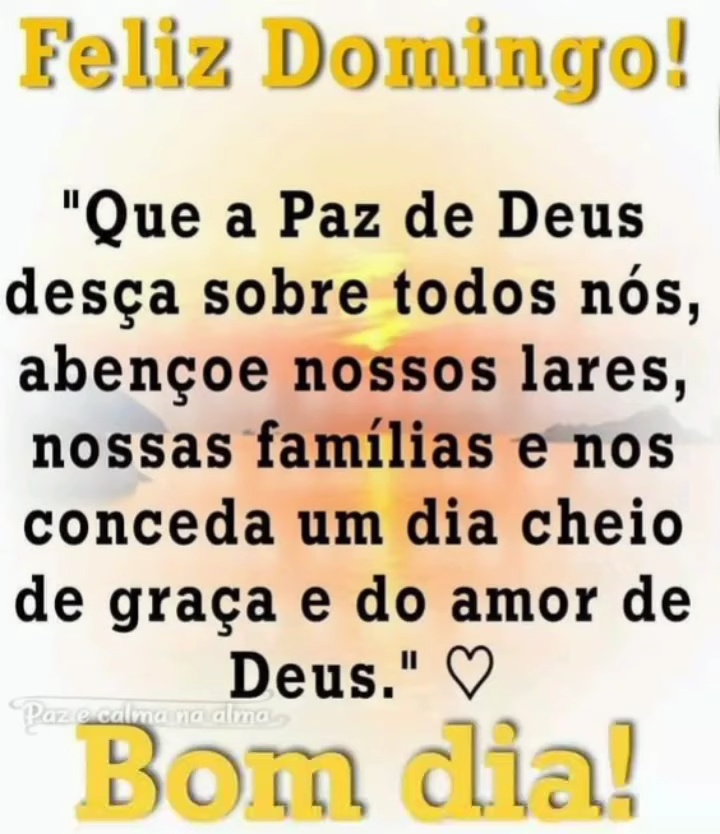 Feliz Domingo!
"Que a Paz de Deus
desça sobre todos nós,
abençoe nossos lares,
nossas famílias e nos
conceda um dia cheio
de graça e do amor de
Deus." ♡
Paz e calma na alma
Bom dia!